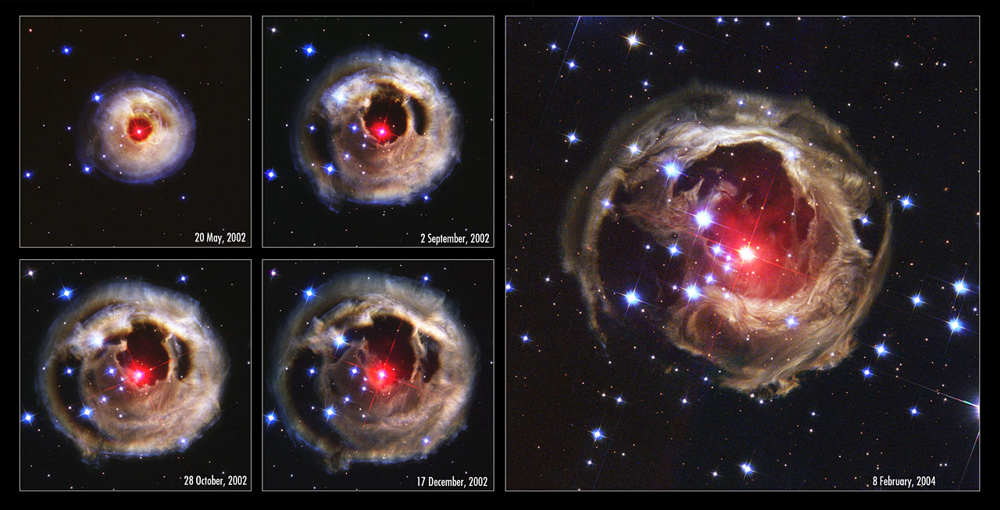 20 May, 2002
2 September, 2002
28 October, 2002
17 December, 2002
8 February, 2004